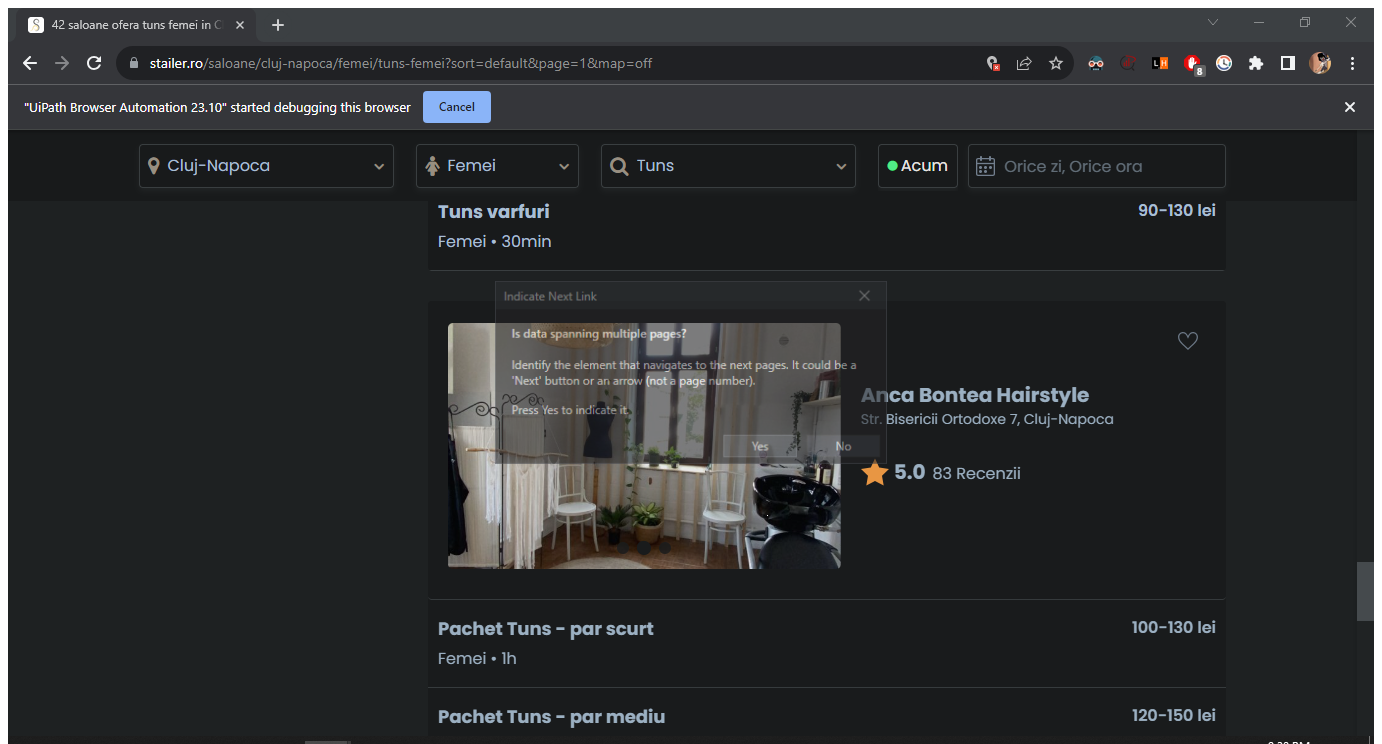 42 saloane ofera tuns femei in C
stailer.ro/saloane/cluj-napoca/femei/tuns-femei?sort=default&page=1&map=off
LH
8
"UiPath Browser Automation 23.10" started debugging this browser
Cancel
Cluj-Napoca
Femei
Tuns
Acum
Orice zi, Orice ora
Tuns varfuri
90-130 lei
Femei • 30min
Indicate Next Link
Is data spanning multiple pages?
Identify the element that navigates to the next pages. It could be a
'Next' button or an arrow (not a page number).
Press Yes to indicate it.
Yes
No
Anca Bontea Hairstyle
Str. Bisericii Ortodoxe 7, Cluj-Napoca
5.0 83 Recenzii
Pachet Tuns - par scurt
100-130 lei
Femei • 1h
Pachet Tuns - par mediu
120-150 lei